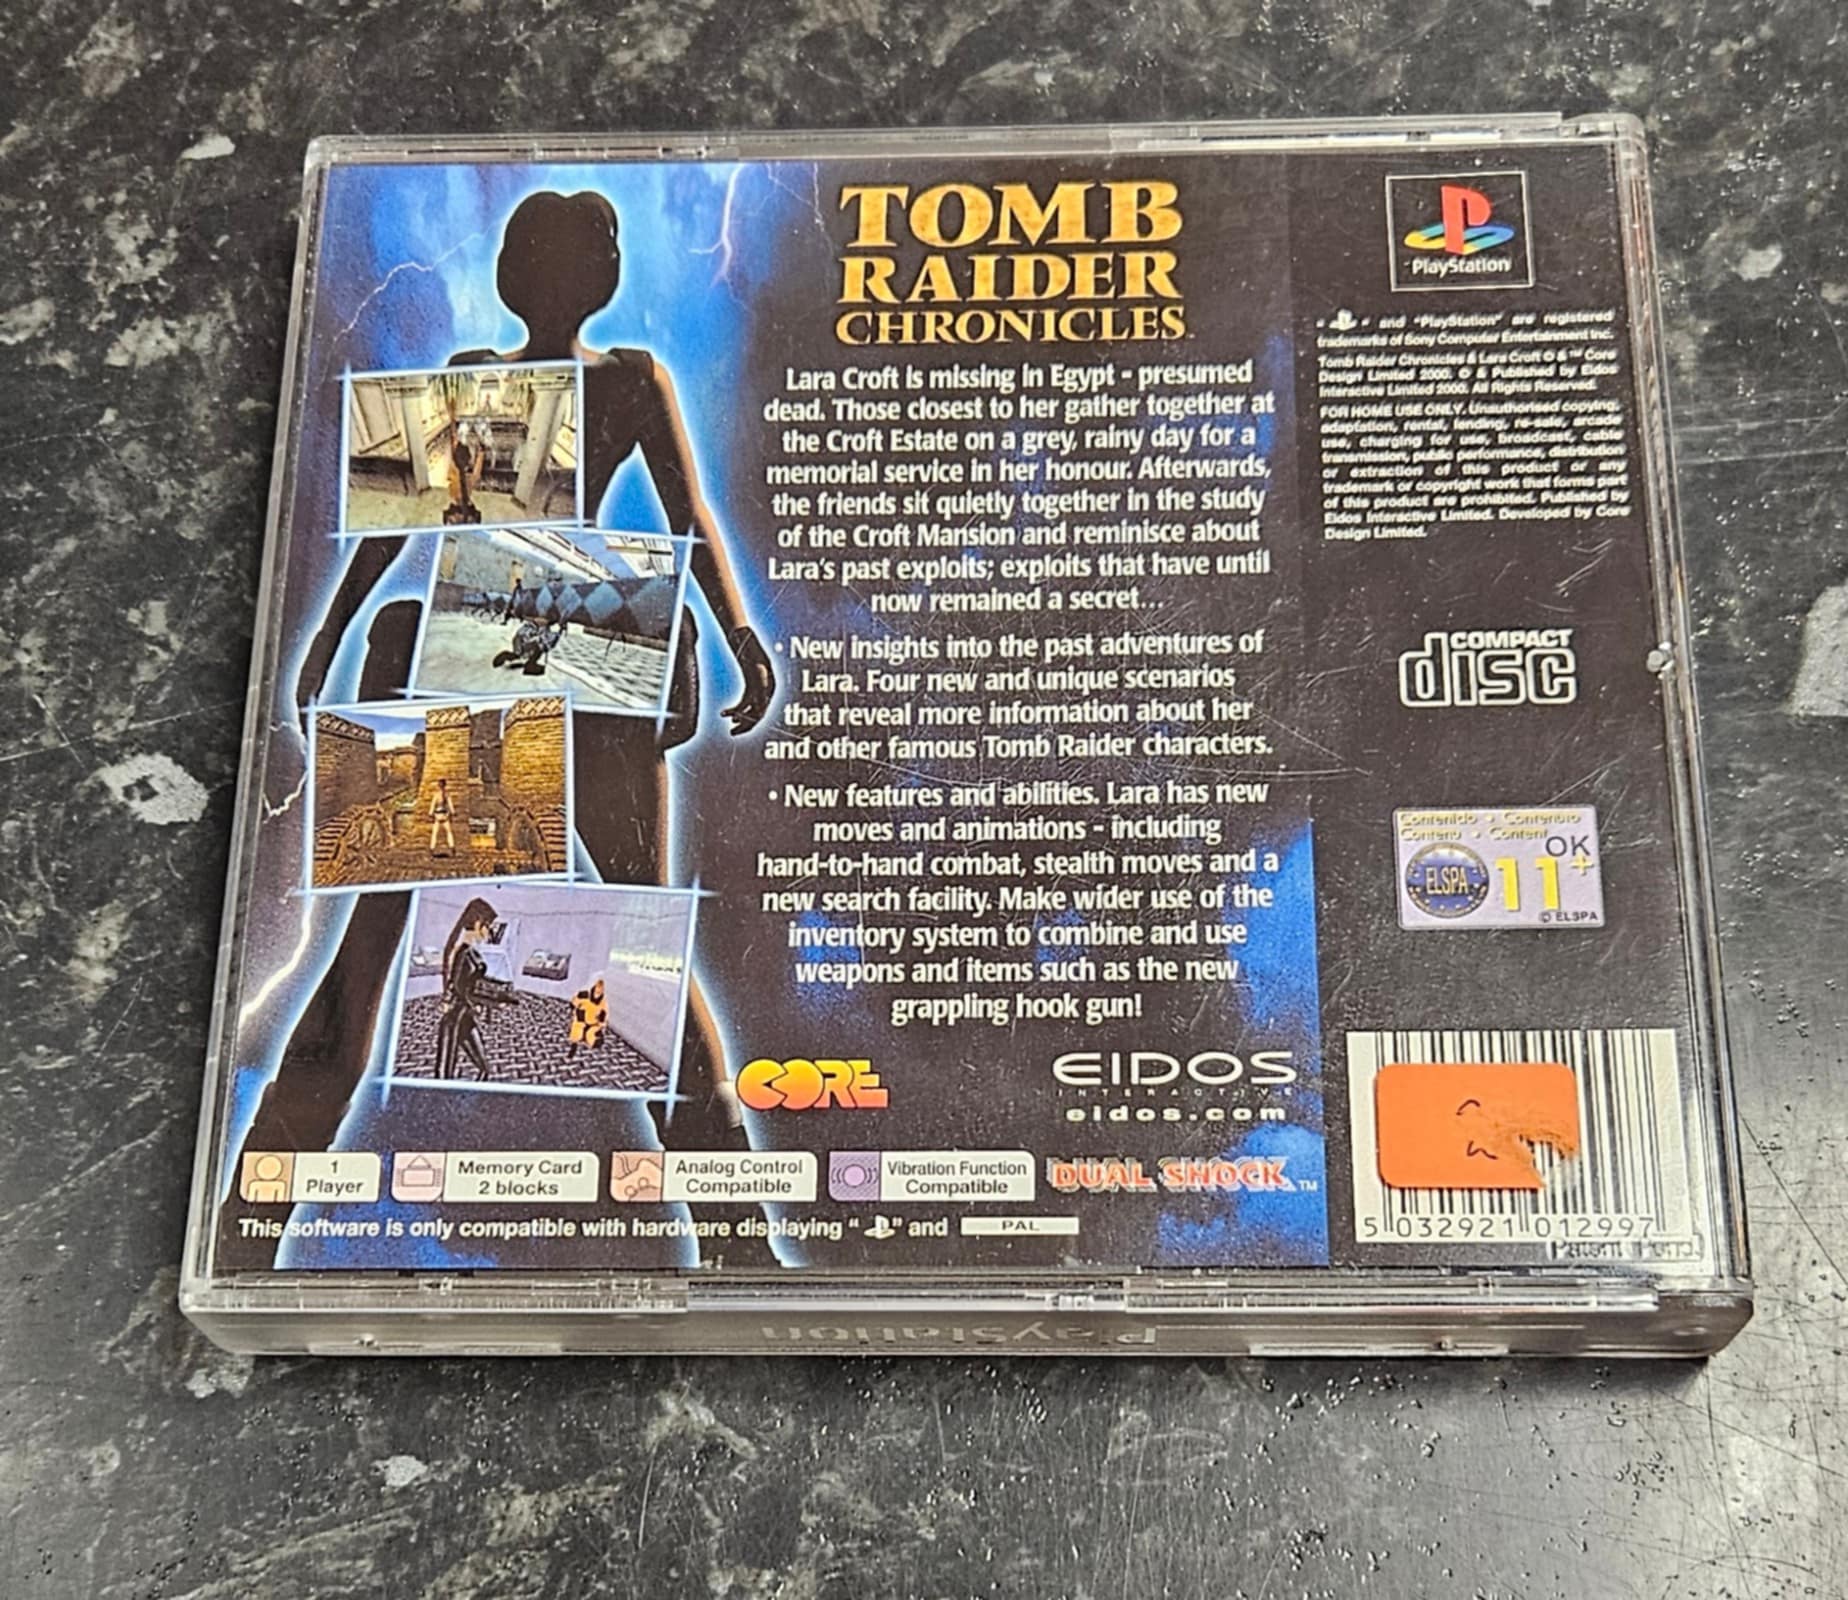 TOMB
RAIDER
CHRONICLES
Lara Croft is missing in Egypt - presumed
dead. Those closest to her gather together at
the Croft Estate on a grey, rainy day for a
memorial service in her honour. Afterwards,
the friends sit quietly together in the study
of the Croft Mansion and reminisce about
Lara's past exploits; exploits that have until
now remained a secret...
• New insights into the past adventures of
Lara. Four new and unique scenarios
that reveal more information about her
and other famous Tomb Raider characters.
• New features and abilities. Lara has new
moves and animations - including
hand-to-hand combat, stealth moves and a
new search facility. Make wider use of the
inventory system to combine and use
weapons and items such as the new
grappling hook gun!
CORE
EIDOS
INTERACTIVE
eidos.com
1
Player
Memory Card
2 blocks
Analog Control
Compatible
Vibration Function
Compatible
DUAL SHOCK™
This software is only compatible with hardware displaying " " and PAL
PlayStation
" " and "PlayStation" are registered
trademarks of Sony Computer Entertainment Inc.
Tomb Raider Chronicles & Lara Croft © & ™ Core
Design Limited 2000. © & Published by Eidos
Interactive Limited 2000. All Rights Reserved.
FOR HOME USE ONLY. Unauthorised copying,
adaptation, rental, lending, re-sale, arcade
use, charging for use, broadcast, cable
transmission, public performance, distribution
or extraction of this product or any
trademark or copyright work that forms part
of this product are prohibited. Published by
Eidos Interactive Limited. Developed by Core
Design Limited.
COMPACT
disc
Contenido • Contenuto
Contenu • Content
OK
ELSPA
11+
© ELSPA
5 032921 012997
PlayStation